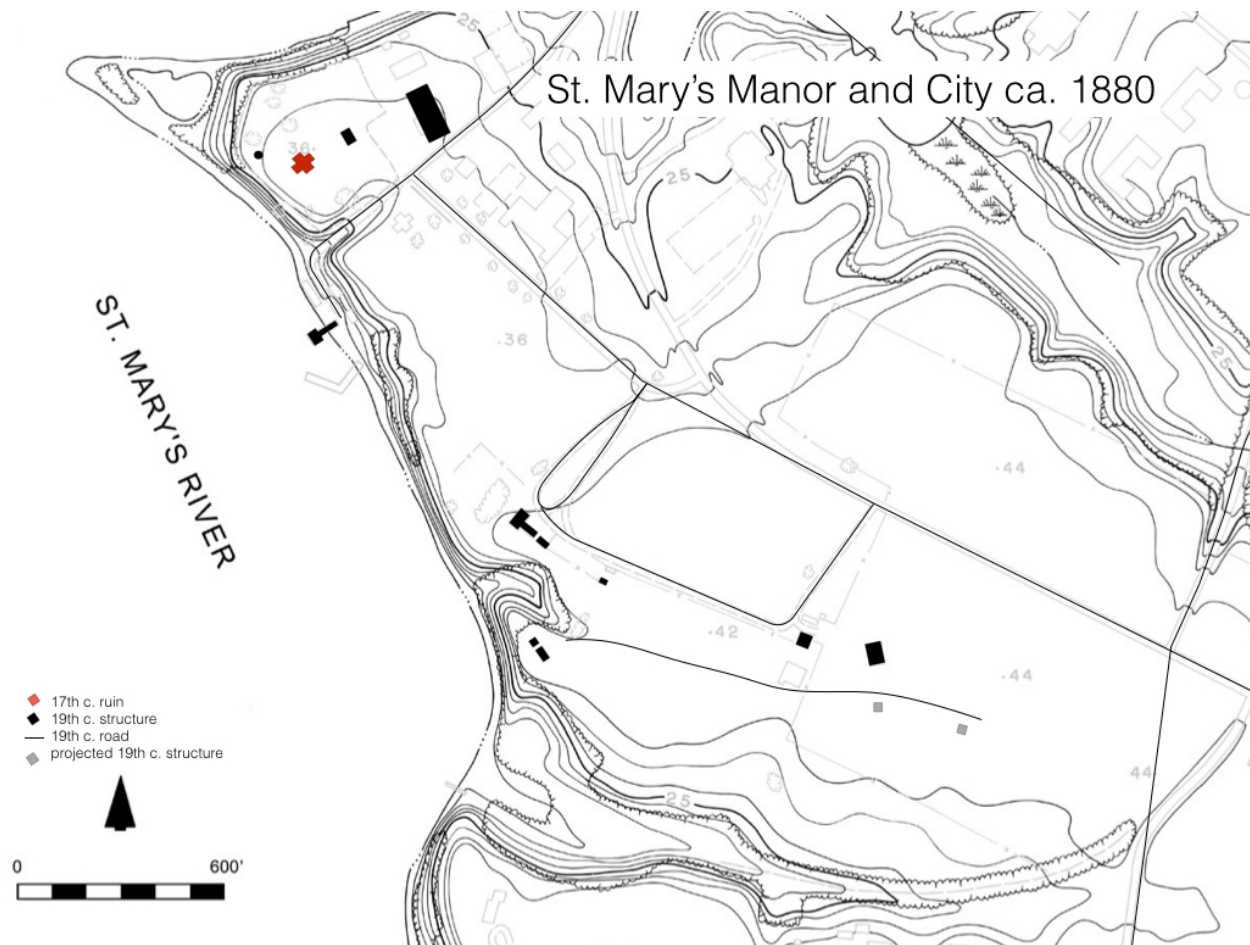 25
St. Mary's Manor and City ca. 1880
36.
25
ST. MARY'S RIVER
.36
25
.44
.42
.44
17th c. ruin
19th c. structure
19th c. road
projected 19th c. structure
44.
25
0 600'